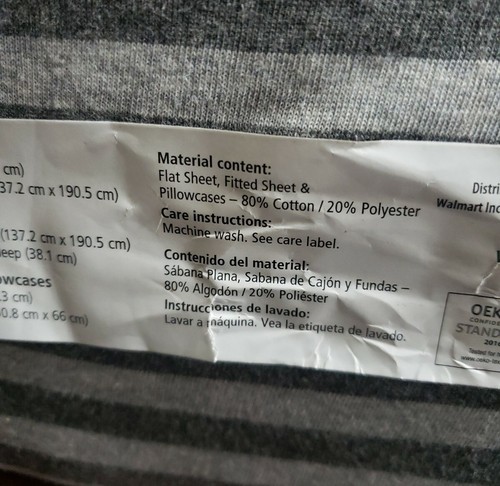 cm)
37.2 cm x 190.5 cm)
(137.2 cm x 190.5 cm)
eep (38.1 cm)
owcases
.3 cm)
0.8 cm x 66 cm)
Material content:
Flat Sheet, Fitted Sheet &
Pillowcases – 80% Cotton / 20% Polyester
Care instructions:
Machine wash. See care label.
Contenido del material:
Sábana Plana, Sabana de Cajón y Fundas –
80% Algodón / 20% Poliéster
Instrucciones de lavado:
Lavar a máquina. Vea la etiqueta de lavado.
Distri
Walmart Inc
OEK
STAND
Tested for